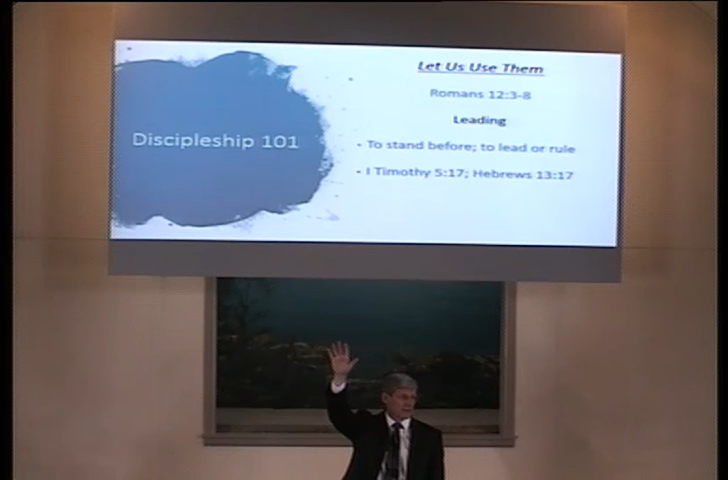 Discipleship 101
Let Us Use Them
Romans 12:3-8
Leading
- To stand before; to lead or rule
- I Timothy 5:17; Hebrews 13:17